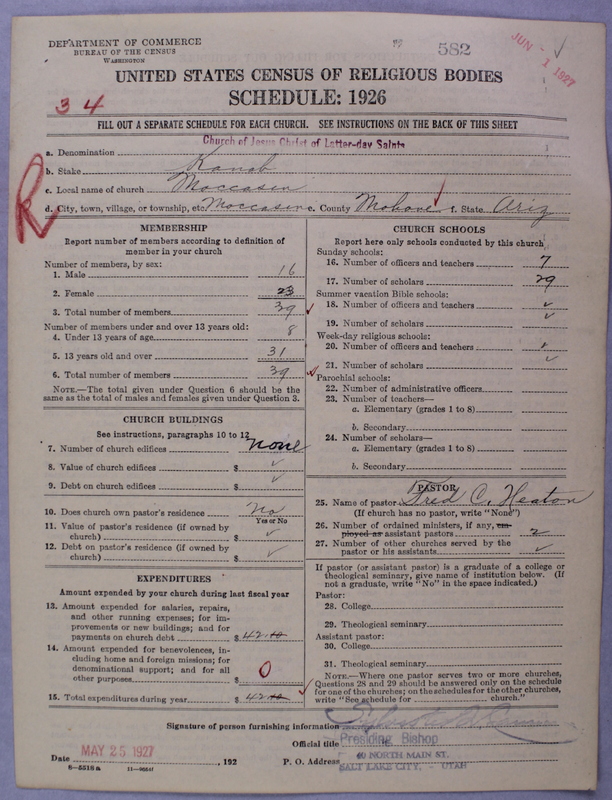 DEPARTMENT OF COMMERCE
BUREAU OF THE CENSUS
WASHINGTON
582
JUN - 1 1927
UNITED STATES CENSUS OF RELIGIOUS BODIES
SCHEDULE: 1926
3 4
FILL OUT A SEPARATE SCHEDULE FOR EACH CHURCH. SEE INSTRUCTIONS ON THE BACK OF THIS SHEET
Church of Jesus Christ of Latter-day Saints
a. Denomination
b. Stake Kanab
c. Local name of church Moccasin
R
d. City, town, village, or township, etc. Moccasin e. County Mohave f. State Ariz
MEMBERSHIP
Report number of members according to definition of
member in your church
Number of members, by sex:
1. Male 16
2. Female 23
3. Total number of members 39
Number of members under and over 13 years old:
4. Under 13 years of age 8
5. 13 years old and over 31
6. Total number of members 39
NOTE.—The total given under Question 6 should be
same as the total of males and females given under Question 3.
CHURCH BUILDINGS
See instructions, paragraphs 10 to 12
7. Number of church edifices none
8. Value of church edifices $ ✓
9. Debt on church edifices $ ✓
10. Does church own pastor's residence No
Yes or No
11. Value of pastor's residence (if owned by
church) $ ✓
12. Debt on pastor's residence (if owned by
church) $ ✓
EXPENDITURES
Amount expended by your church during last fiscal year
13. Amount expended for salaries, repairs,
and other running expenses; for im-
provements or new buildings; and for
payments on church debt $ 42.10
14. Amount expended for benevolences, in-
cluding home and foreign missions; for
denominational support; and for all
other purposes $ 0
15. Total expenditures during year $ 42.10
CHURCH SCHOOLS
Report here only schools conducted by this church
Sunday schools:
16. Number of officers and teachers 7
17. Number of scholars 29
Summer vacation Bible schools:
18. Number of officers and teachers ✓
19. Number of scholars ✓
Week-day religious schools:
20. Number of officers and teachers ✓
21. Number of scholars ✓
Parochial schools:
22. Number of administrative officers
23. Number of teachers—
a. Elementary (grades 1 to 8)
b. Secondary
24. Number of scholars—
a. Elementary (grades 1 to 8)
b. Secondary
PASTOR
25. Name of pastor Fred C. Heaton
(If church has no pastor, write "None")
26. Number of ordained ministers, if any, em-
ployed as assistant pastors 2
27. Number of other churches served by the
pastor or his assistants ✓
If pastor (or assistant pastor) is a graduate of a college or
theological seminary, give name of institution below. (If
not a graduate, write "No" in the space indicated.)
Pastor:
28. College
29. Theological seminary
Assistant pastor:
30. College
31. Theological seminary
NOTE.—Where one pastor serves two or more churches,
Questions 28 and 29 should be answered only on the schedule
for one of the churches; on the schedules for the other churches,
write "See schedule for church."
Signature of person furnishing information
Official title Presiding Bishop
Date MAY 25 1927, 192 P. O. Address 40 NORTH MAIN ST.
SALT LAKE CITY, - UTAH
8-5518 a